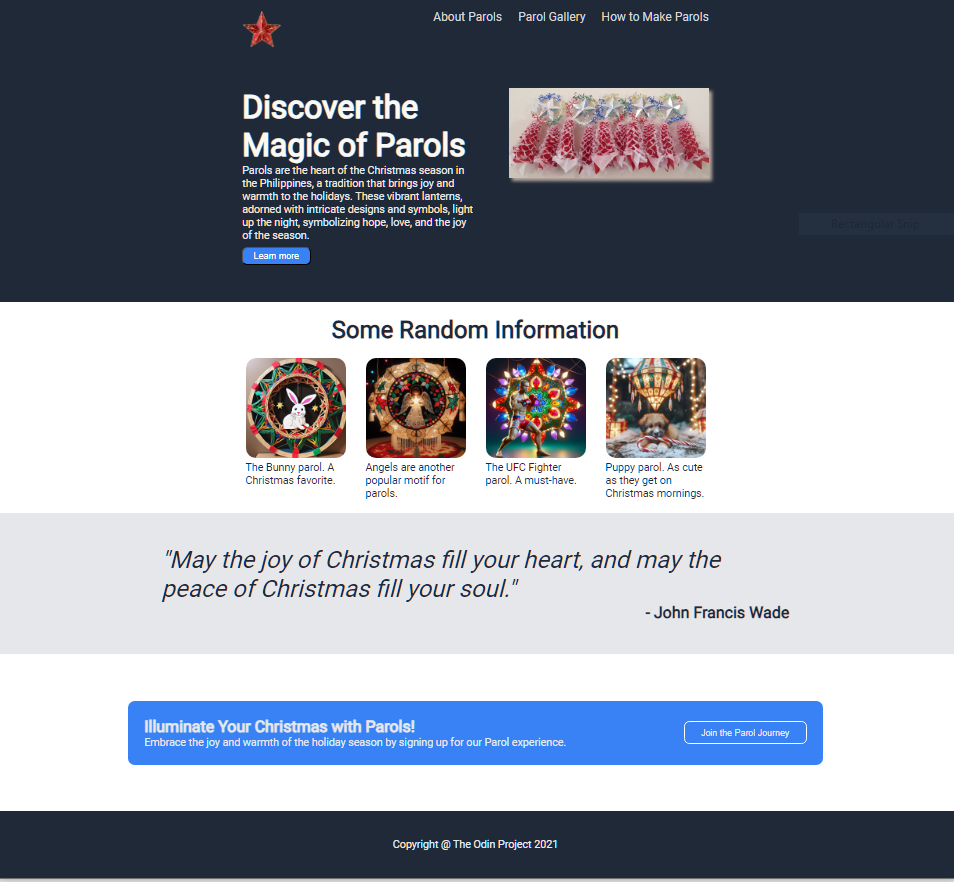 About Parols Parol Gallery How to Make Parols
Discover the
Magic of Parols
Parols are the heart of the Christmas season in
the Philippines, a tradition that brings joy and
warmth to the holidays. These vibrant lanterns,
adorned with intricate designs and symbols, light
up the night, symbolizing hope, love, and the joy
of the season.
Learn more
Rectangular Snip
Some Random Information
The Bunny parol. A
Christmas favorite.
Angels are another
popular motif for
parols.
The UFC Fighter
parol. A must-have.
Puppy parol. As cute
as they get on
Christmas mornings.
"May the joy of Christmas fill your heart, and may the
peace of Christmas fill your soul."
- John Francis Wade
Illuminate Your Christmas with Parols!
Embrace the joy and warmth of the holiday season by signing up for our Parol experience.
Join the Parol Journey
Copyright @ The Odin Project 2021